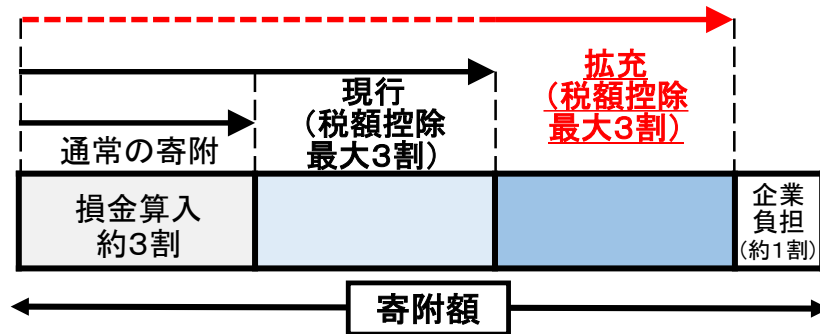 拡充
（税額控除
最大３割）
現行
（税額控除
最大３割）
通常の寄附
損金算入
約３割
企業
負担
（約１割）
寄附額